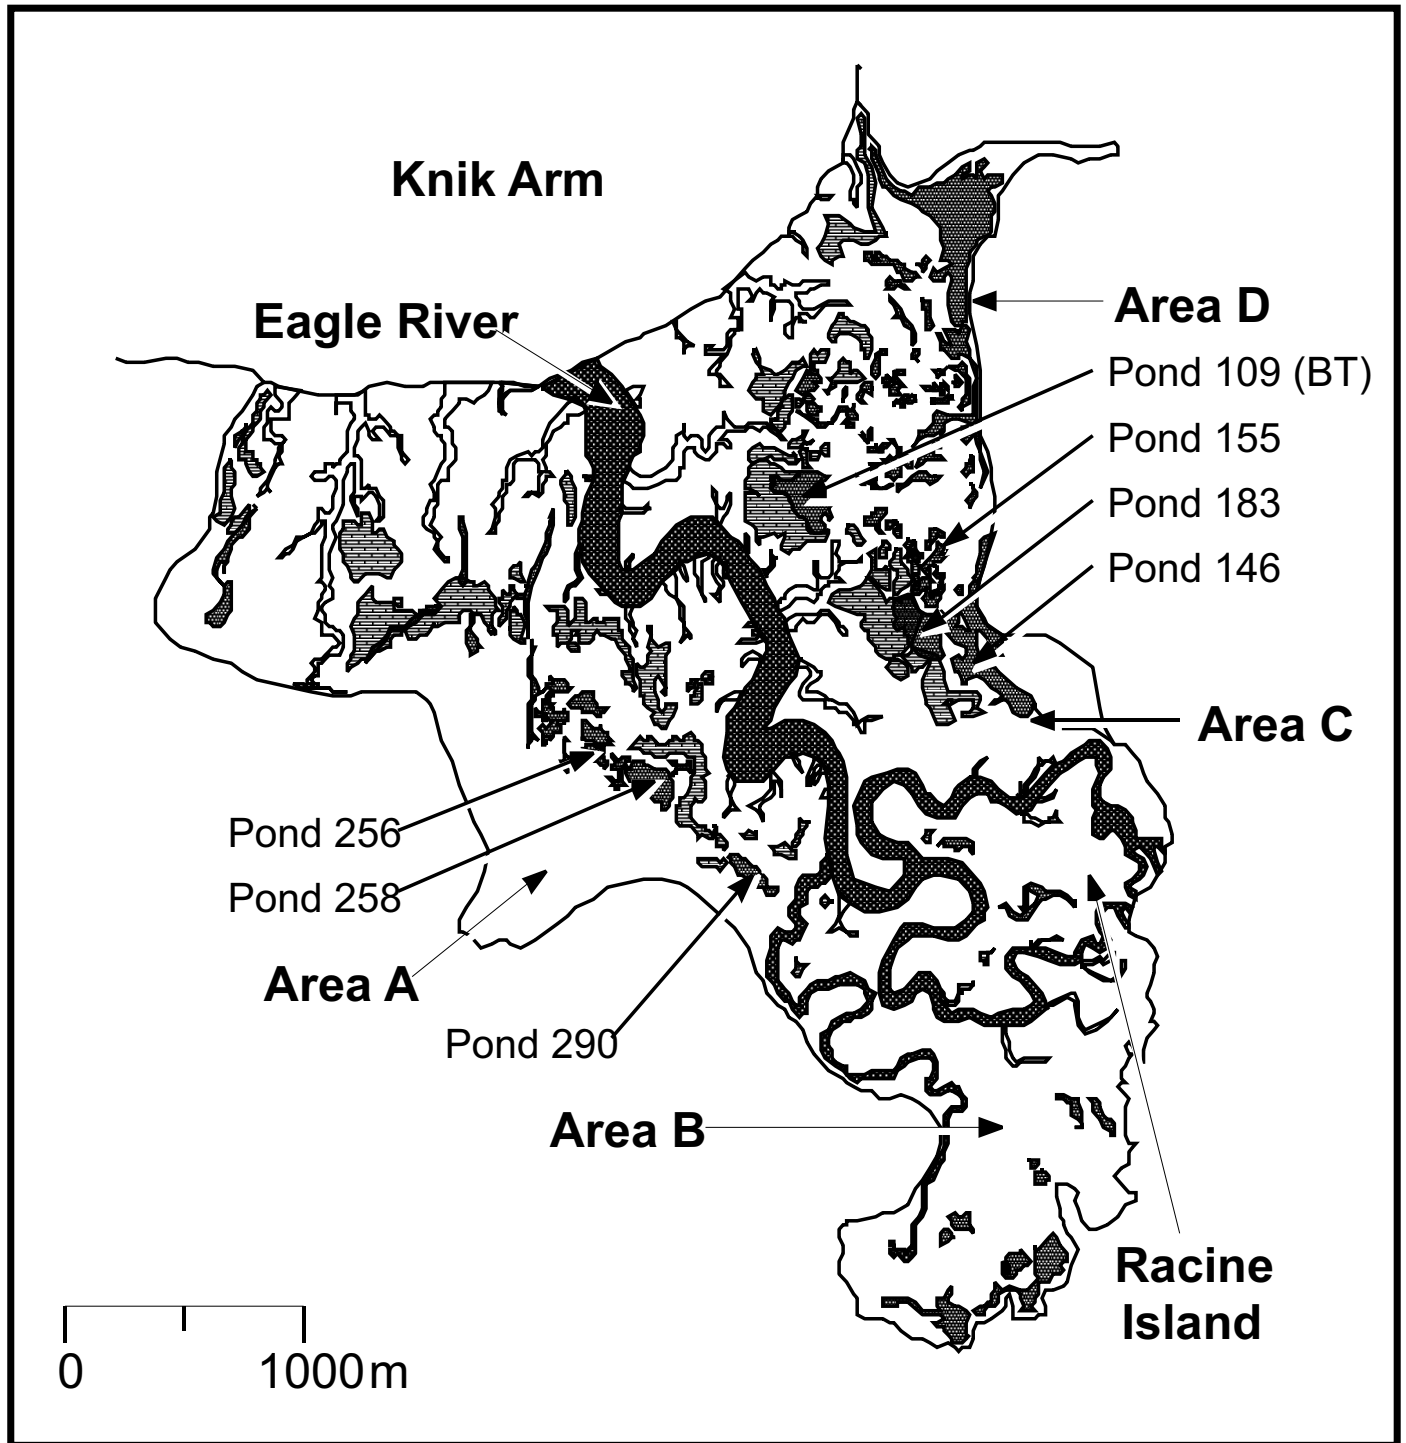 Knik Arm
Eagle River
Area D
Pond 109 (BT)
Pond 155
Pond 183
Pond 146
Area C
Pond 256
Pond 258
Area A
Pond 290
Area B
Racine
Island
0 1000 m